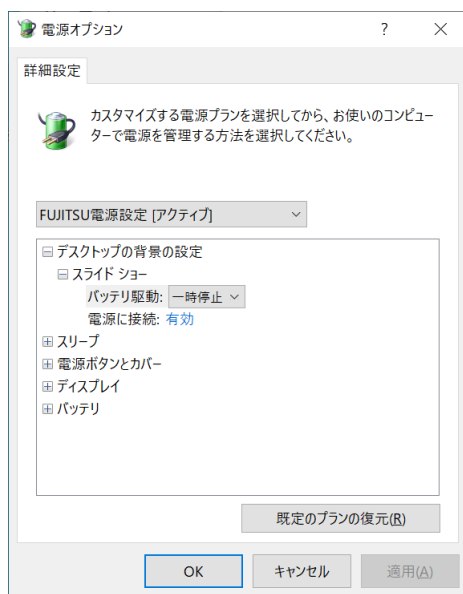 電源オプション
詳細設定
カスタマイズする電源プランを選択してから、お使いのコンピュー
ターで電源を管理する方法を選択してください。
FUJITSU電源設定 [アクティブ]
デスクトップの背景の設定
スライド ショー
バッテリ駆動: 一時停止
電源に接続: 有効
スリープ
電源ボタンとカバー
ディスプレイ
バッテリ
既定のプランの復元(R)
OK キャンセル 適用(A)